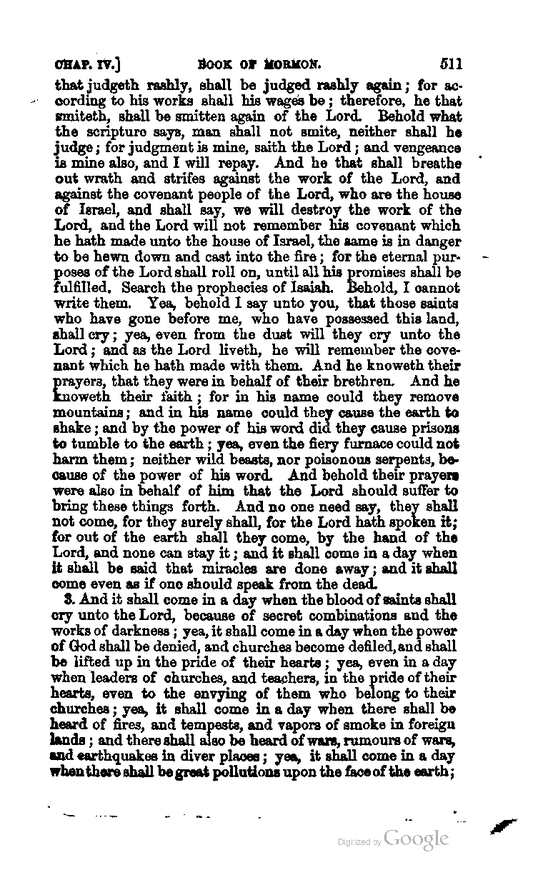 CHAP. IV.] BOOK OF MORMON. 511
that judgeth rashly, shall be judged rashly again; for ac-
cording to his works shall his wages be; therefore, he that
smiteth, shall be smitten again of the Lord. Behold what
the scripture says, man shall not smite, neither shall he
judge; for judgment is mine, saith the Lord; and vengeance
is mine also, and I will repay. And he that shall breathe
out wrath and strifes against the work of the Lord, and
against the covenant people of the Lord, who are the house
of Israel, and shall say, we will destroy the work of the
Lord, and the Lord will not remember his covenant which
he hath made unto the house of Israel, the same is in danger
to be hewn down and cast into the fire; for the eternal pur-
poses of the Lord shall roll on, until all his promises shall be
fulfilled. Search the prophecies of Isaiah. Behold, I cannot
write them. Yea, behold I say unto you, that those saints
who have gone before me, who have possessed this land,
shall cry; yea, even from the dust will they cry unto the
Lord; and as the Lord liveth, he will remember the cove-
nant which he hath made with them. And he knoweth their
prayers, that they were in behalf of their brethren. And he
knoweth their faith; for in his name could they remove
mountains; and in his name could they cause the earth to
shake; and by the power of his word did they cause prisons
to tumble to the earth; yea, even the fiery furnace could not
harm them; neither wild beasts, nor poisonous serpents, be-
cause of the power of his word. And behold their prayers
were also in behalf of him that the Lord should suffer to
bring these things forth. And no one need say, they shall
not come, for they surely shall, for the Lord hath spoken it;
for out of the earth shall they come, by the hand of the
Lord, and none can stay it; and it shall come in a day when
it shall be said that miracles are done away; and it shall
come even as if one should speak from the dead.
3. And it shall come in a day when the blood of saints shall
cry unto the Lord, because of secret combinations and the
works of darkness; yea, it shall come in a day when the power
of God shall be denied, and churches become defiled, and shall
be lifted up in the pride of their hearts; yea, even in a day
when leaders of churches, and teachers, in the pride of their
hearts, even to the envying of them who belong to their
churches; yea, it shall come in a day when there shall be
heard of fires, and tempests, and vapors of smoke in foreign
lands; and there shall also be heard of wars, rumours of wars,
and earthquakes in diver places; yea, it shall come in a day
when there shall be great pollutions upon the face of the earth;
Digitized by Google